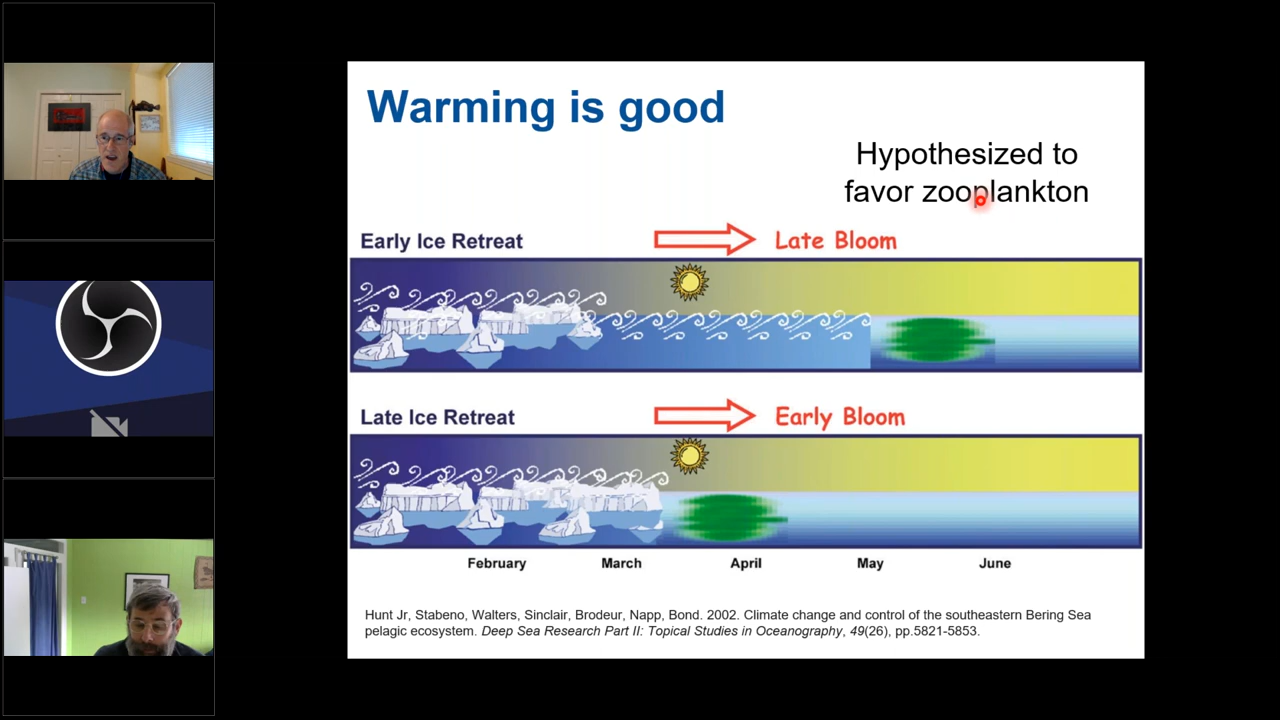 Warming is good
Hypothesized to
favor zooplankton
Early Ice Retreat
Late Bloom
Late Ice Retreat
Early Bloom
February March April May June
Hunt Jr, Stabeno, Walters, Sinclair, Brodeur, Napp, Bond. 2002. Climate change and control of the southeastern Bering Sea
pelagic ecosystem. Deep Sea Research Part II: Topical Studies in Oceanography, 49(26), pp.5821-5853.